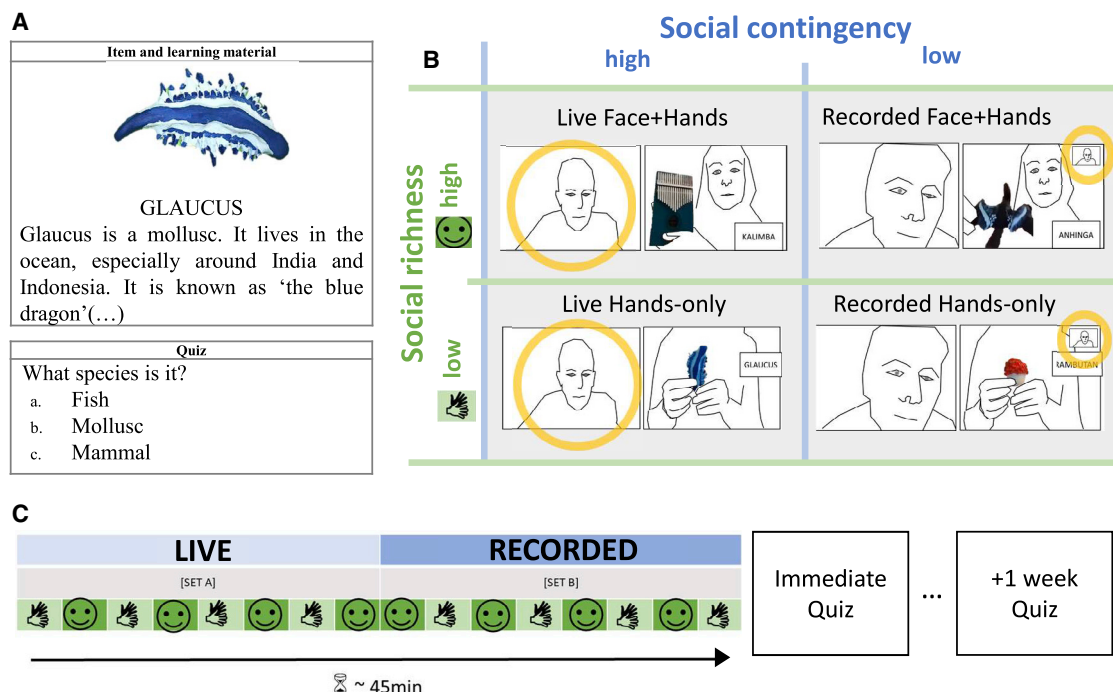 A
Item and learning material
GLAUCUS
Glaucus is a mollusc. It lives in the
ocean, especially around India and
Indonesia. It is known as ‘the blue
dragon’(…)
Quiz
What species is it?
a. Fish
b. Mollusc
c. Mammal
B
Social contingency
high
low
Social richness
high
low
Live Face+Hands
KALIMBA
Recorded Face+Hands
ANHINGA
Live Hands-only
GLAUCUS
Recorded Hands-only
RAMBUTAN
C
LIVE
RECORDED
[SET A]
[SET B]
~ 45min
Immediate
Quiz
...
+1 week
Quiz